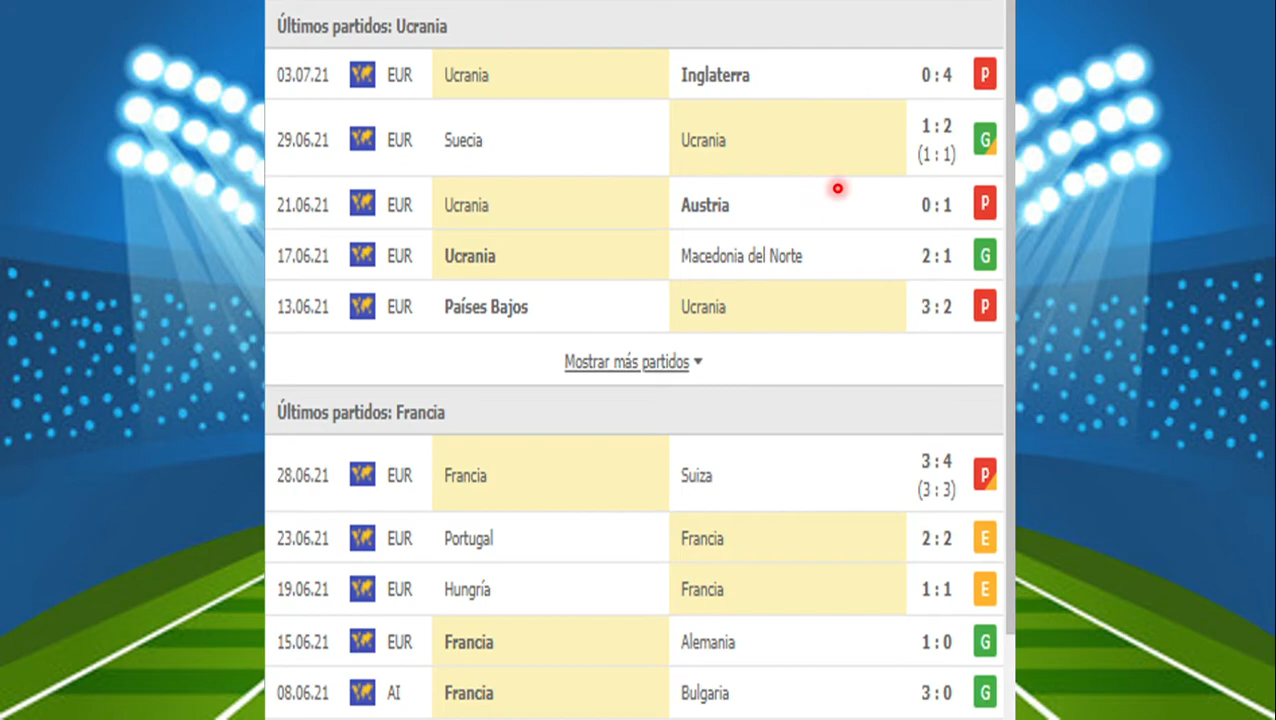 Últimos partidos: Ucrania
03.07.21 EUR Ucrania Inglaterra 0 : 4 P
29.06.21 EUR Suecia Ucrania 1 : 2 (1 : 1) G
21.06.21 EUR Ucrania Austria 0 : 1 P
17.06.21 EUR Ucrania Macedonia del Norte 2 : 1 G
13.06.21 EUR Países Bajos Ucrania 3 : 2 P
Mostrar más partidos
Últimos partidos: Francia
28.06.21 EUR Francia Suiza 3 : 4 (3 : 3) P
23.06.21 EUR Portugal Francia 2 : 2 E
19.06.21 EUR Hungría Francia 1 : 1 E
15.06.21 EUR Francia Alemania 1 : 0 G
08.06.21 AI Francia Bulgaria 3 : 0 G